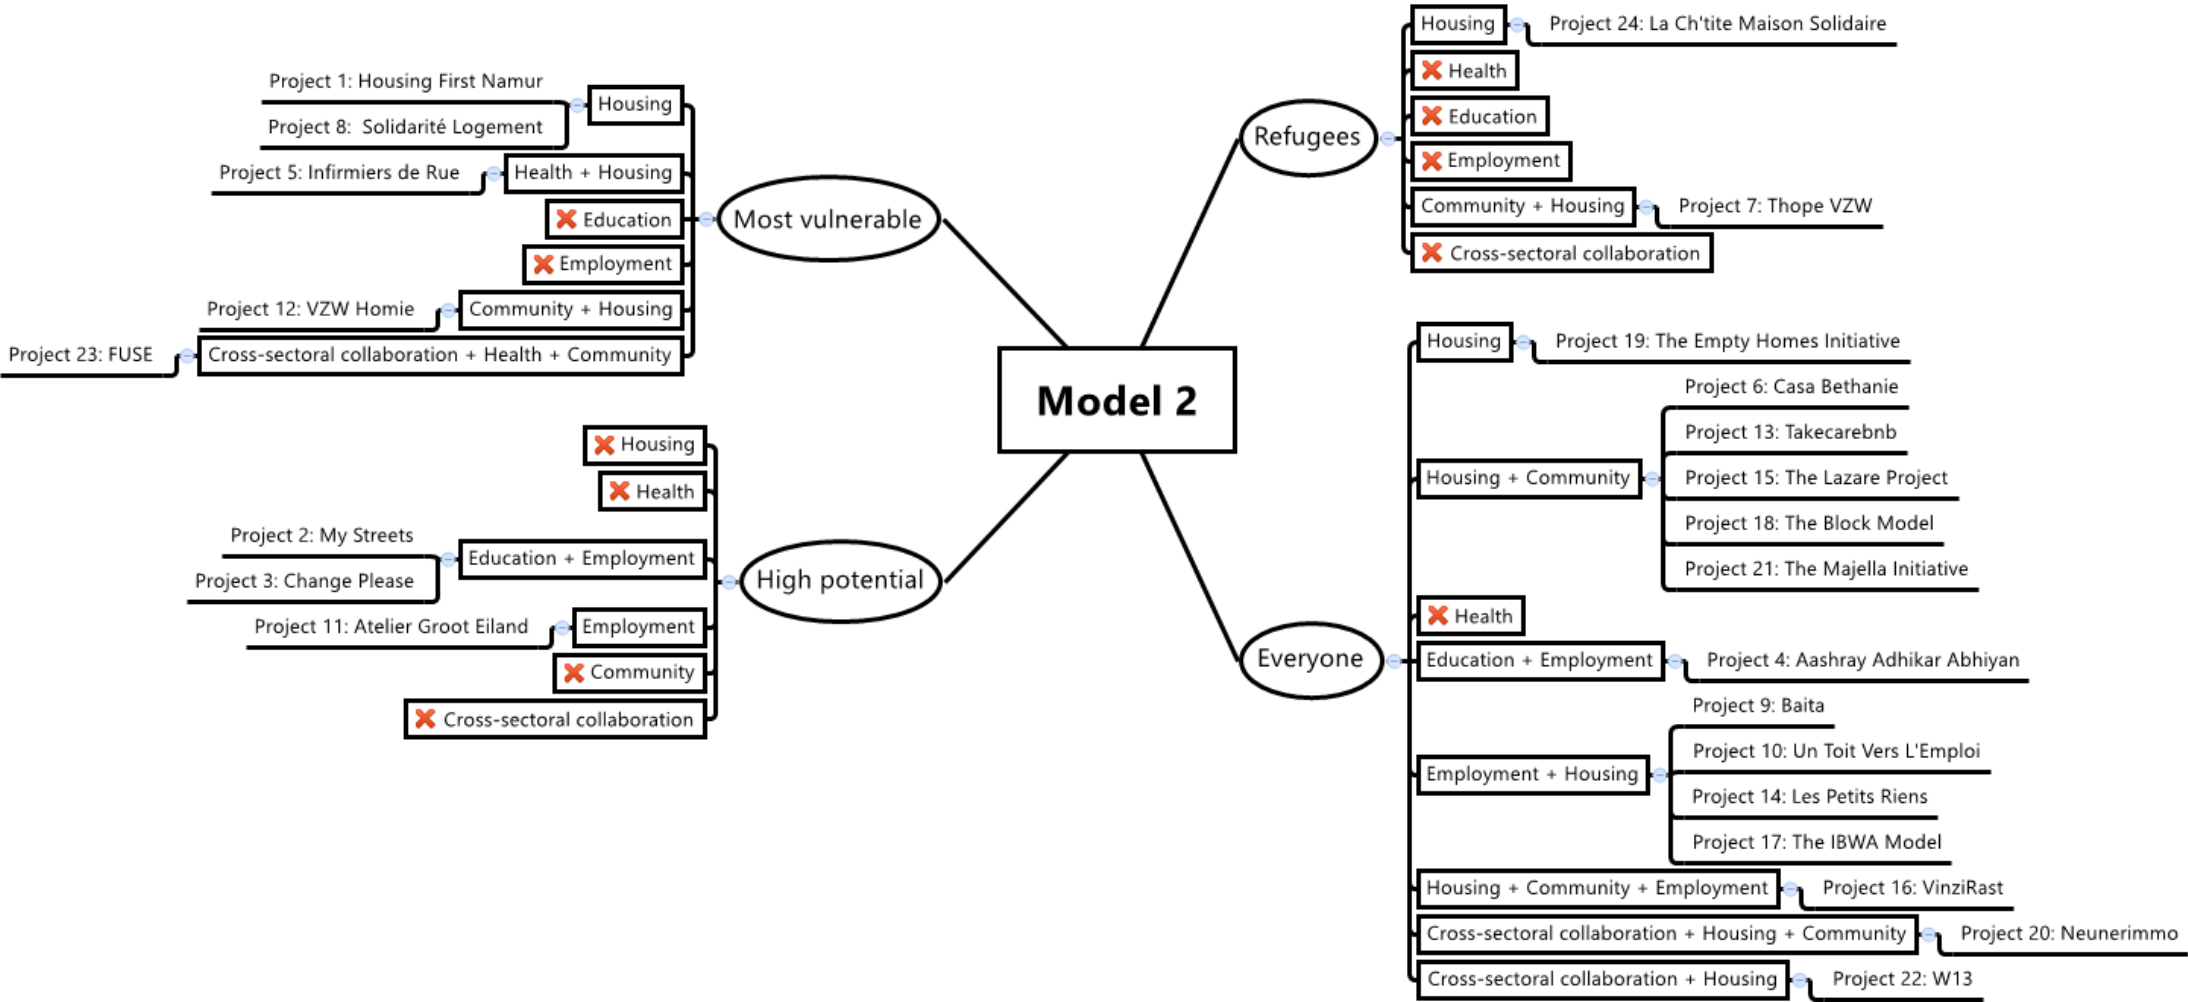 Model 2
Most vulnerable
Housing
Project 1: Housing First Namur
Project 8: Solidarité Logement
Health + Housing
Project 5: Infirmiers de Rue
Education
Employment
Community + Housing
Project 12: VZW Homie
Cross-sectoral collaboration + Health + Community
Project 23: FUSE
High potential
Housing
Health
Education + Employment
Project 2: My Streets
Project 3: Change Please
Employment
Project 11: Atelier Groot Eiland
Community
Cross-sectoral collaboration
Refugees
Housing
Project 24: La Ch'tite Maison Solidaire
Health
Education
Employment
Community + Housing
Project 7: Thope VZW
Cross-sectoral collaboration
Everyone
Housing
Project 19: The Empty Homes Initiative
Housing + Community
Project 6: Casa Bethanie
Project 13: Takecarebnb
Project 15: The Lazare Project
Project 18: The Block Model
Project 21: The Majella Initiative
Health
Education + Employment
Project 4: Aashray Adhikar Abhiyan
Employment + Housing
Project 9: Baita
Project 10: Un Toit Vers L'Emploi
Project 14: Les Petits Riens
Project 17: The IBWA Model
Housing + Community + Employment
Project 16: VinziRast
Cross-sectoral collaboration + Housing + Community
Project 20: Neunerimmo
Cross-sectoral collaboration + Housing
Project 22: W13